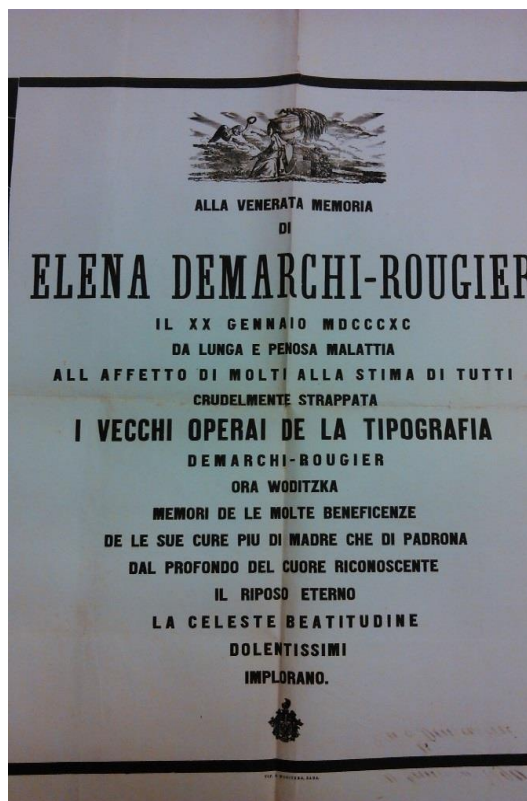 ALLA VENERATA MEMORIA
DI
ELENA DEMARCHI-ROUGIER
IL XX GENNAIO MDCCCXC
DA LUNGA E PENOSA MALATTIA
ALL AFFETTO DI MOLTI ALLA STIMA DI TUTTI
CRUDELMENTE STRAPPATA
I VECCHI OPERAI DE LA TIPOGRAFIA
DEMARCHI-ROUGIER
ORA WODITZKA
MEMORI DE LE MOLTE BENEFICENZE
DE LE SUE CURE PIU DI MADRE CHE DI PADRONA
DAL PROFONDO DEL CUORE RICONOSCENTE
IL RIPOSO ETERNO
LA CELESTE BEATITUDINE
DOLENTISSIMI
IMPLORANO.